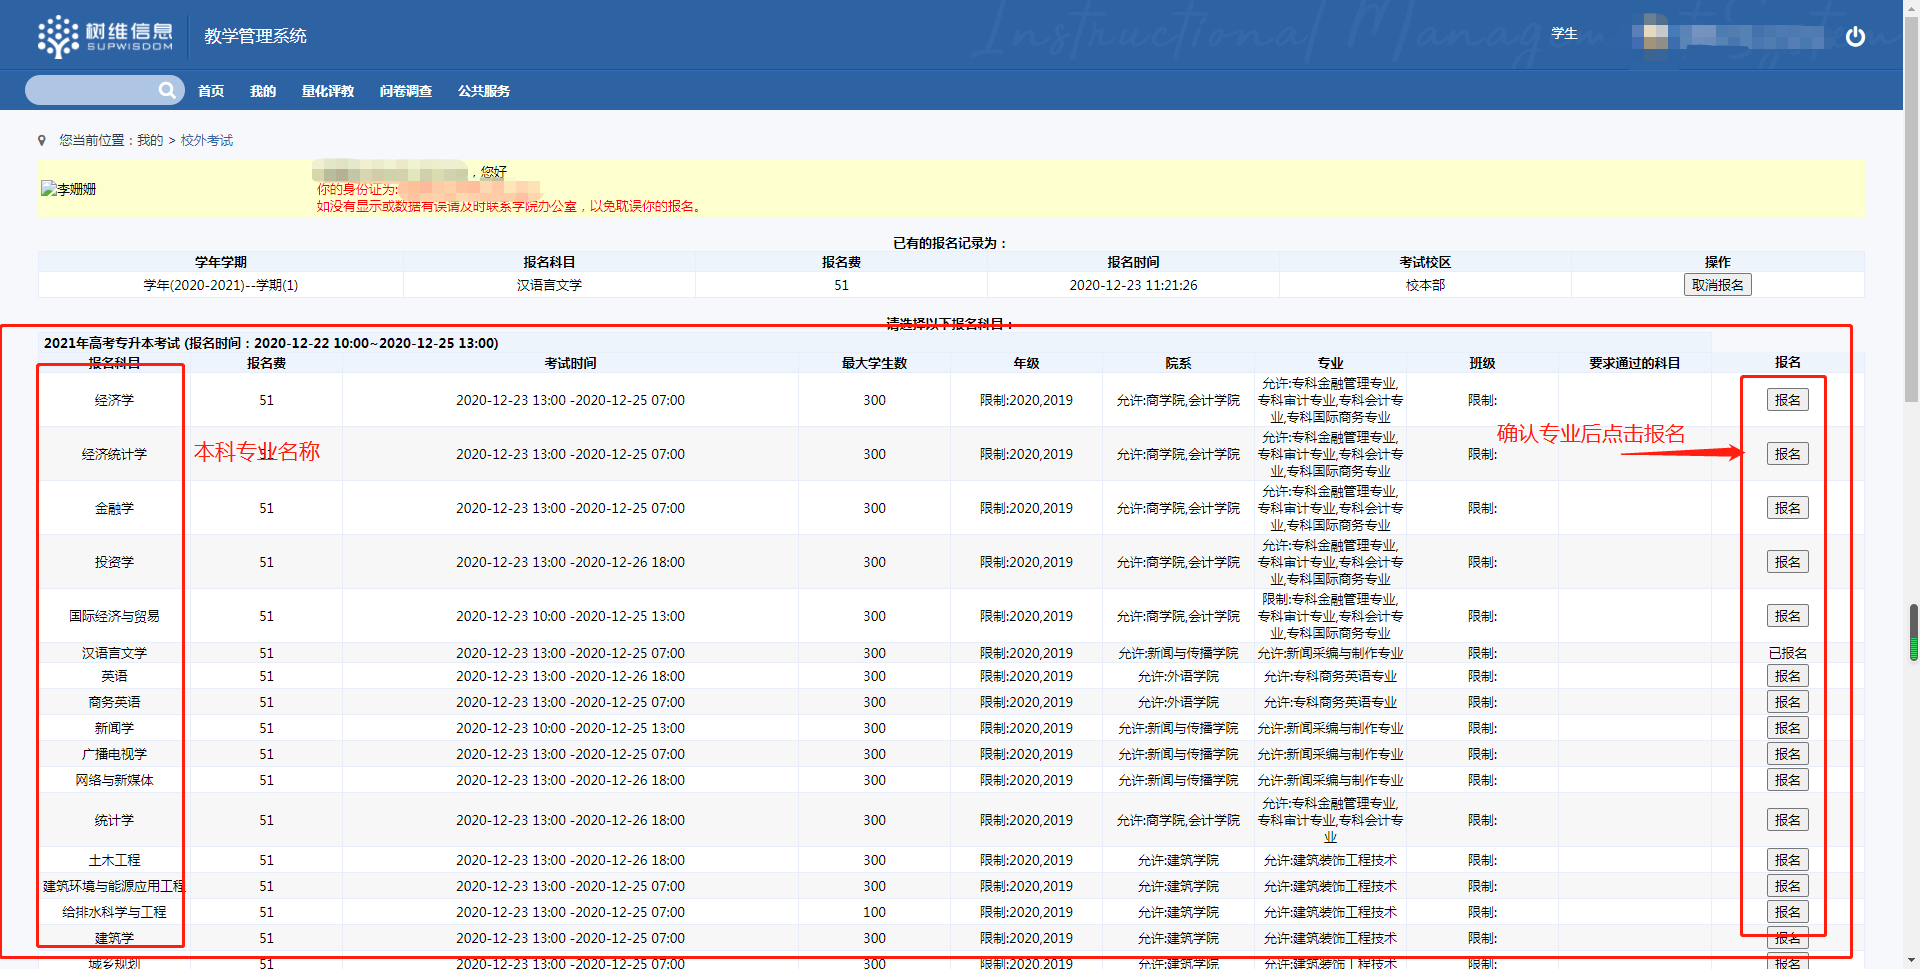 树维信息
SUPWISDOM
教学管理系统
Instructional Management System
学生
首页 我的 量化评教 问卷调查 公共服务
您当前位置：我的 > 校外考试
李姗姗
，您好
你的身份证为:
如没有显示或数据有误请及时联系学院办公室，以免耽误你的报名。
已有的报名记录为：
学年学期 报名科目 报名费 报名时间 考试校区 操作
学年(2020-2021)--学期(1) 汉语言文学 51 2020-12-23 11:21:26 校本部 取消报名
请选择以下报名科目：
2021年高考专升本考试 (报名时间：2020-12-22 10:00~2020-12-25 13:00)
报名科目 报名费 考试时间 最大学生数 年级 院系 专业 班级 要求通过的科目 报名
经济学 51 2020-12-23 13:00 -2020-12-25 07:00 300 限制:2020,2019 允许:商学院,会计学院 允许:专科金融管理专业,专科审计专业,专科会计专业,专科国际商务专业 限制: 报名
本科专业名称
确认专业后点击报名
经济统计学 51 2020-12-23 13:00 -2020-12-25 07:00 300 限制:2020,2019 允许:商学院,会计学院 允许:专科金融管理专业,专科审计专业,专科会计专业,专科国际商务专业 限制: 报名
金融学 51 2020-12-23 13:00 -2020-12-25 07:00 300 限制:2020,2019 允许:商学院,会计学院 允许:专科金融管理专业,专科审计专业,专科会计专业,专科国际商务专业 限制: 报名
投资学 51 2020-12-23 13:00 -2020-12-26 18:00 300 限制:2020,2019 允许:商学院,会计学院 允许:专科金融管理专业,专科审计专业,专科会计专业,专科国际商务专业 限制: 报名
国际经济与贸易 51 2020-12-23 10:00 -2020-12-25 13:00 300 限制:2020,2019 允许:商学院,会计学院 限制:专科金融管理专业,专科审计专业,专科会计专业,专科国际商务专业 限制: 报名
汉语言文学 51 2020-12-23 13:00 -2020-12-25 07:00 300 限制:2020,2019 允许:新闻与传播学院 允许:新闻采编与制作专业 限制: 已报名
英语 51 2020-12-23 13:00 -2020-12-26 18:00 300 限制:2020,2019 允许:外语学院 允许:专科商务英语专业 限制: 报名
商务英语 51 2020-12-23 13:00 -2020-12-25 07:00 300 限制:2020,2019 允许:外语学院 允许:专科商务英语专业 限制: 报名
新闻学 51 2020-12-23 10:00 -2020-12-25 13:00 300 限制:2020,2019 允许:新闻与传播学院 允许:新闻采编与制作专业 限制: 报名
广播电视学 51 2020-12-23 13:00 -2020-12-25 07:00 300 限制:2020,2019 允许:新闻与传播学院 允许:新闻采编与制作专业 限制: 报名
网络与新媒体 51 2020-12-23 13:00 -2020-12-26 18:00 300 限制:2020,2019 允许:新闻与传播学院 允许:新闻采编与制作专业 限制: 报名
统计学 51 2020-12-23 13:00 -2020-12-26 18:00 300 限制:2020,2019 允许:商学院,会计学院 允许:专科金融管理专业,专科审计专业,专科会计专业 限制: 报名
土木工程 51 2020-12-23 13:00 -2020-12-26 18:00 300 限制:2020,2019 允许:建筑学院 允许:建筑装饰工程技术 限制: 报名
建筑环境与能源应用工程 51 2020-12-23 13:00 -2020-12-25 07:00 300 限制:2020,2019 允许:建筑学院 允许:建筑装饰工程技术 限制: 报名
给排水科学与工程 51 2020-12-23 13:00 -2020-12-25 07:00 100 限制:2020,2019 允许:建筑学院 允许:建筑装饰工程技术 限制: 报名
建筑学 51 2020-12-23 13:00 -2020-12-25 07:00 300 限制:2020,2019 允许:建筑学院 允许:建筑装饰工程技术 限制: 报名
城乡规划 51 2020-12-23 13:00 -2020-12-25 07:00 300 限制:2020,2019 允许:建筑学院 允许:建筑装饰工程技术 限制: 报名